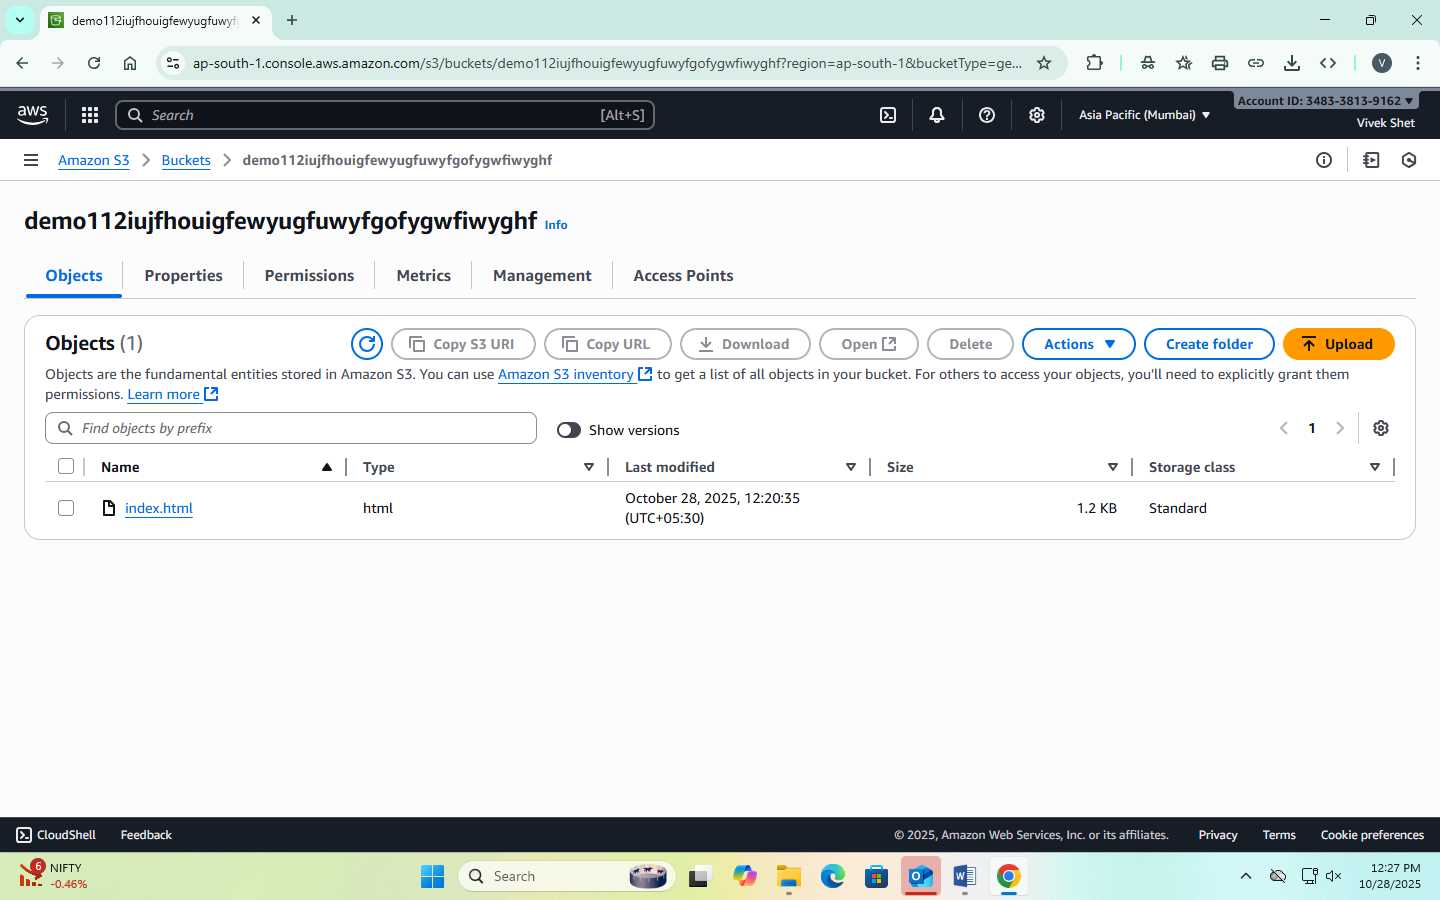 demo112iujfhouigfewyugfuwyf
ap-south-1.console.aws.amazon.com/s3/buckets/demo112iujfhouigfewyugfuwyfgofygwfiwyghf?region=ap-south-1&bucketType=ge...
V
aws
Search
[Alt+S]
Asia Pacific (Mumbai)
Account ID: 3483-3813-9162
Vivek Shet
Amazon S3
Buckets
demo112iujfhouigfewyugfuwyfgofygwfiwyghf
demo112iujfhouigfewyugfuwyfgofygwfiwyghf Info
Objects
Properties
Permissions
Metrics
Management
Access Points
Objects (1)
Copy S3 URI
Copy URL
Download
Open
Delete
Actions
Create folder
Upload
Objects are the fundamental entities stored in Amazon S3. You can use Amazon S3 inventory to get a list of all objects in your bucket. For others to access your objects, you'll need to explicitly grant them
permissions. Learn more
Find objects by prefix
Show versions
1
Name
Type
Last modified
Size
Storage class
index.html
html
October 28, 2025, 12:20:35
(UTC+05:30)
1.2 KB
Standard
CloudShell
Feedback
© 2025, Amazon Web Services, Inc. or its affiliates.
Privacy
Terms
Cookie preferences
6
NIFTY
-0.46%
Search
12:27 PM
10/28/2025